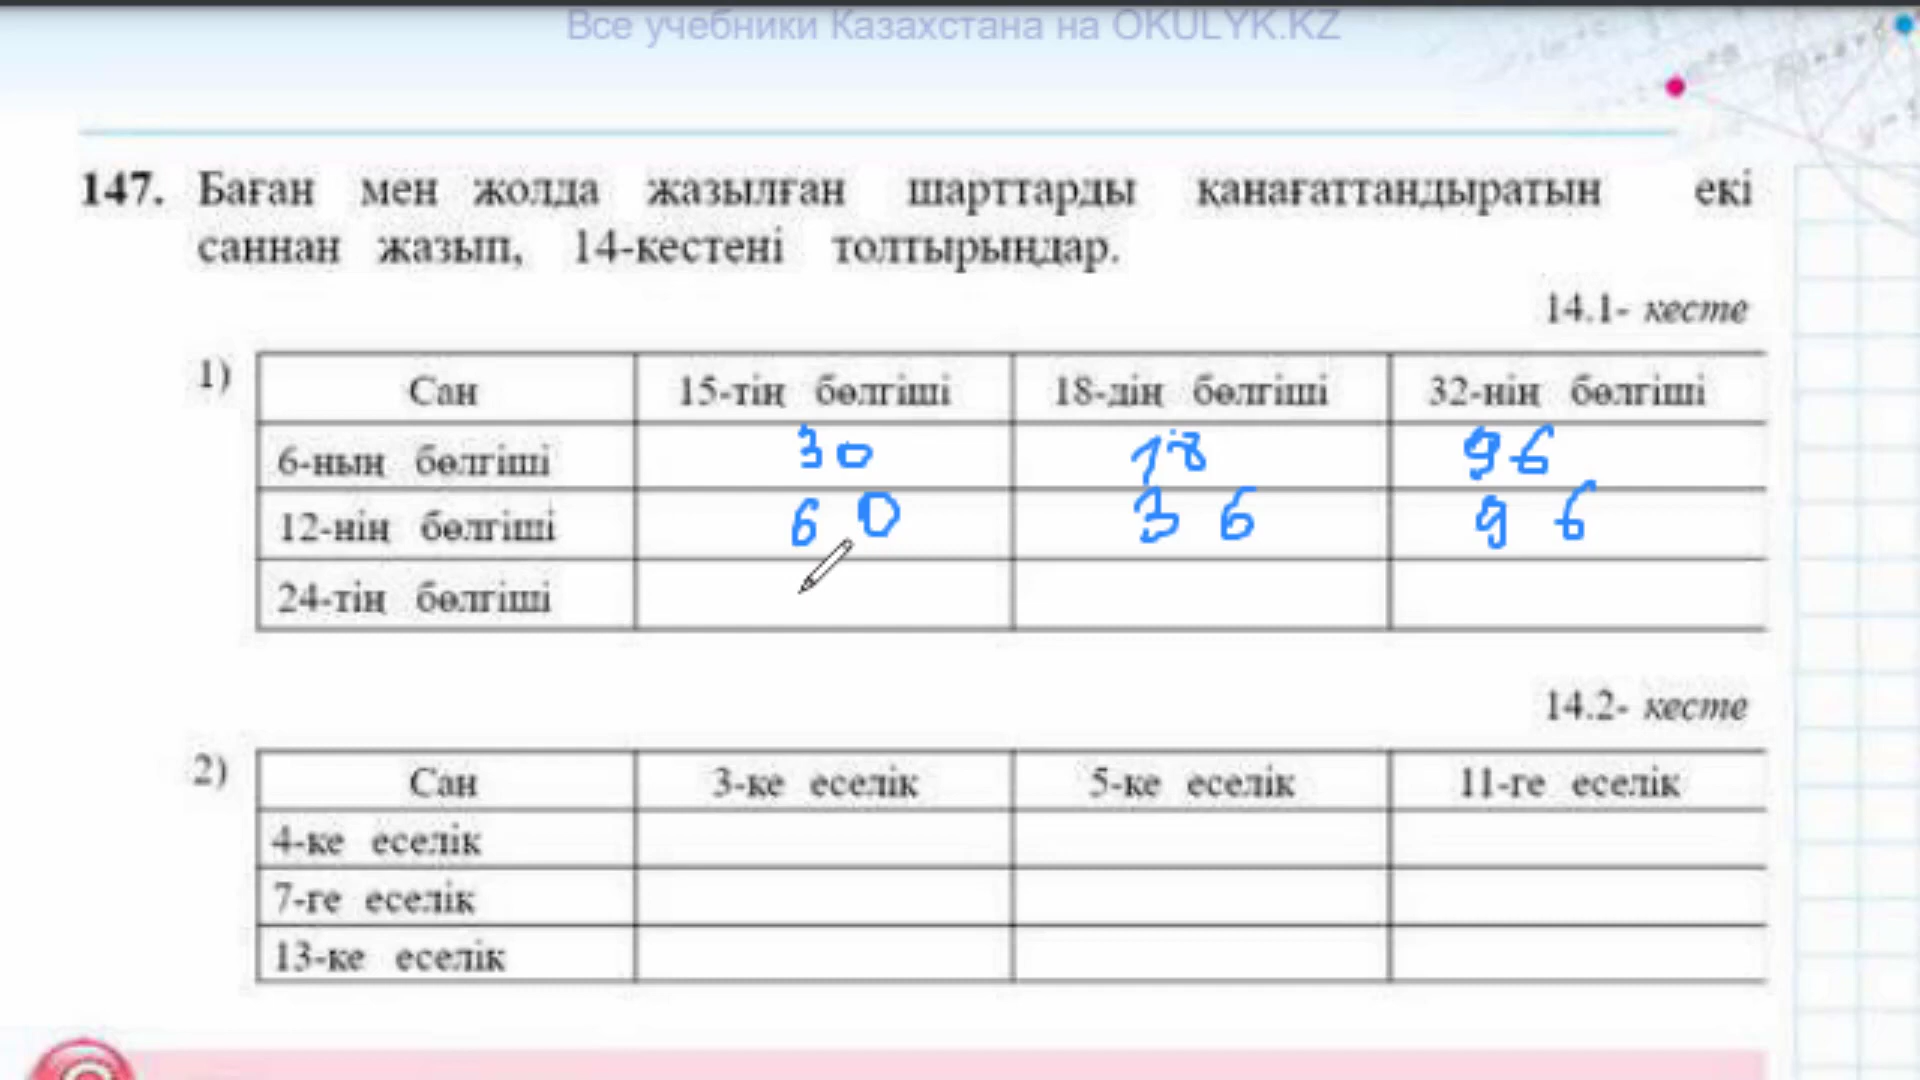 Все учебники Казахстана на OKULYK.KZ
147. Баған мен жолда жазылған шарттарды қанағаттандыратын екі
саннан жазып, 14-кестені толтырыңдар.
14.1- кесте
1)
Сан 15-тің бөлгіші 18-дің бөлгіші 32-нің бөлгіші
6-ның бөлгіші 30 18 96
12-нің бөлгіші 60 36 96
24-тің бөлгіші
14.2- кесте
2)
Сан 3-ке еселік 5-ке еселік 11-ге еселік
4-ке еселік
7-ге еселік
13-ке еселік